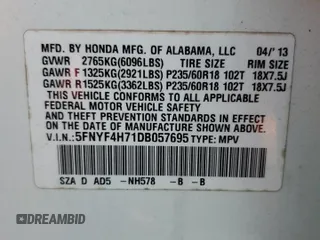 MFD. BY HONDA MFG. OF ALABAMA, LLC 04/'13
GVWR 2765KG(6096LBS) TIRE SIZE RIM SIZE
GAWR F 1325KG(2921LBS) P235/60R18 102T 18X7.5J
GAWR R 1525KG(3362LBS) P235/60R18 102T 18X7.5J
THIS VEHICLE CONFORMS TO ALL APPLICABLE
FEDERAL MOTOR VEHICLE SAFETY
AND THEFT PREVENTION STANDARDS IN EFFECT
ON THE DATE OF MANUFACTURE SHOWN ABOVE.
V.I.N.: 5FNYF4H71DB057695 TYPE: MPV
SZA D AD5 -NH578 -B -B
DREAMBID